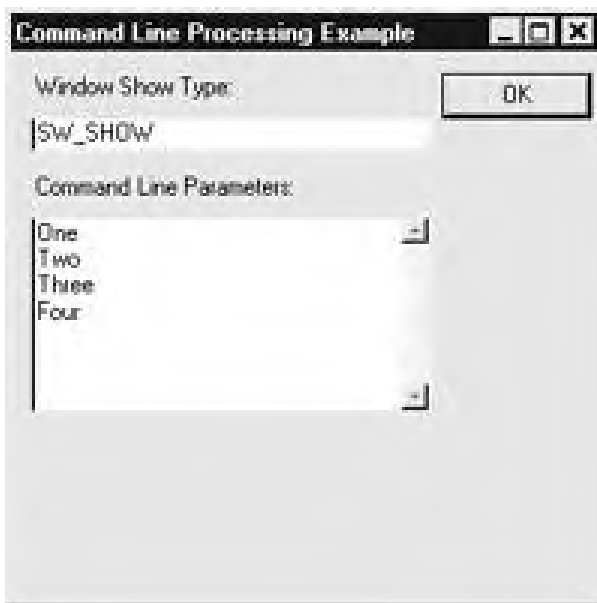 Command Line Processing Example
Window Show Type:
OK
SW_SHOW
Command Line Parameters:
One
Two
Three
Four